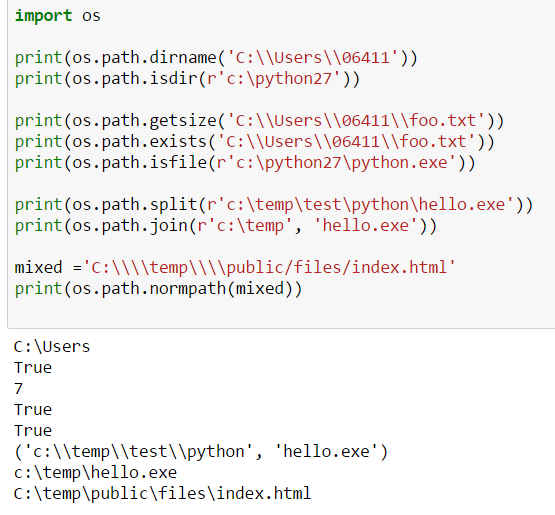 import os
print(os.path.dirname('C:\\Users\\06411'))
print(os.path.isdir(r'c:\python27'))
print(os.path.getsize('C:\\Users\\06411\\foo.txt'))
print(os.path.exists('C:\\Users\\06411\\foo.txt'))
print(os.path.isfile(r'c:\python27\python.exe'))
print(os.path.split(r'c:\temp\test\python\hello.exe'))
print(os.path.join(r'c:\temp', 'hello.exe'))
mixed ='C:\\\\temp\\\\public/files/index.html'
print(os.path.normpath(mixed))
C:\Users
True
7
True
True
('c:\\temp\\test\\python', 'hello.exe')
c:\temp\hello.exe
C:\temp\public\files\index.html